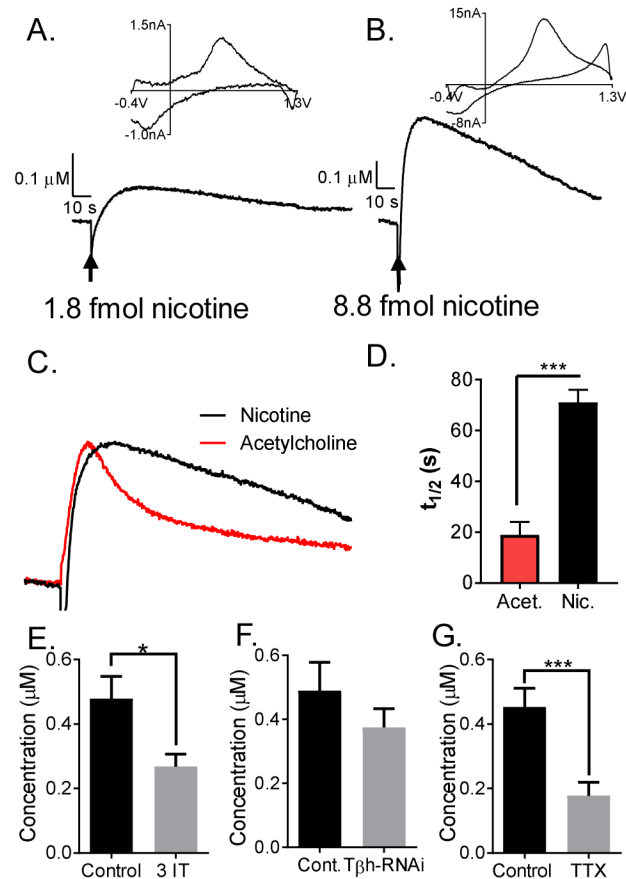 A.
B.
1.5nA
15nA
-0.4V
1.3V
-0.4V
1.3V
-1.0nA
-8nA
0.1 μM
10 s
0.1 μM
10 s
1.8 fmol nicotine
8.8 fmol nicotine
C.
D.
Nicotine
Acetylcholine
***
80
60
40
20
0
t1/2 (s)
Acet.
Nic.
E.
F.
G.
Concentration (μM)
0.6
0.4
0.2
0.0
*
Control
3 IT
Concentration (μM)
0.6
0.4
0.2
0.0
Cont.
Tβh-RNAi
Concentration (μM)
0.6
0.4
0.2
0.0
***
Control
TTX